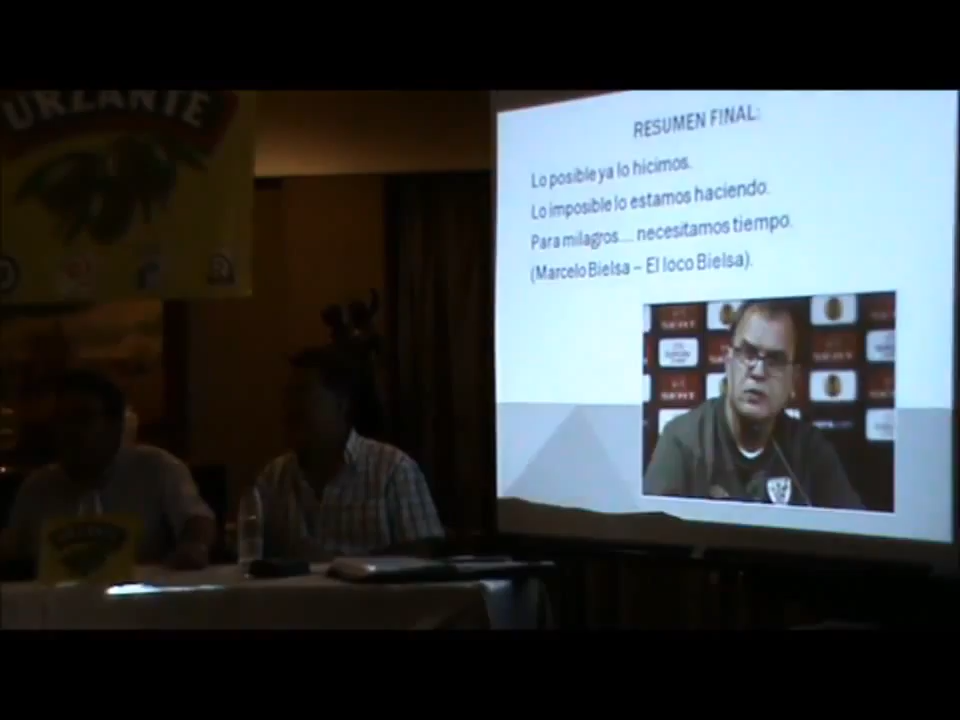 URZANTE
RESUMEN FINAL:
Lo posible ya lo hicimos.
Lo imposible lo estamos haciendo.
Para milagros.... necesitamos tiempo.
(Marcelo Bielsa – El loco Bielsa).